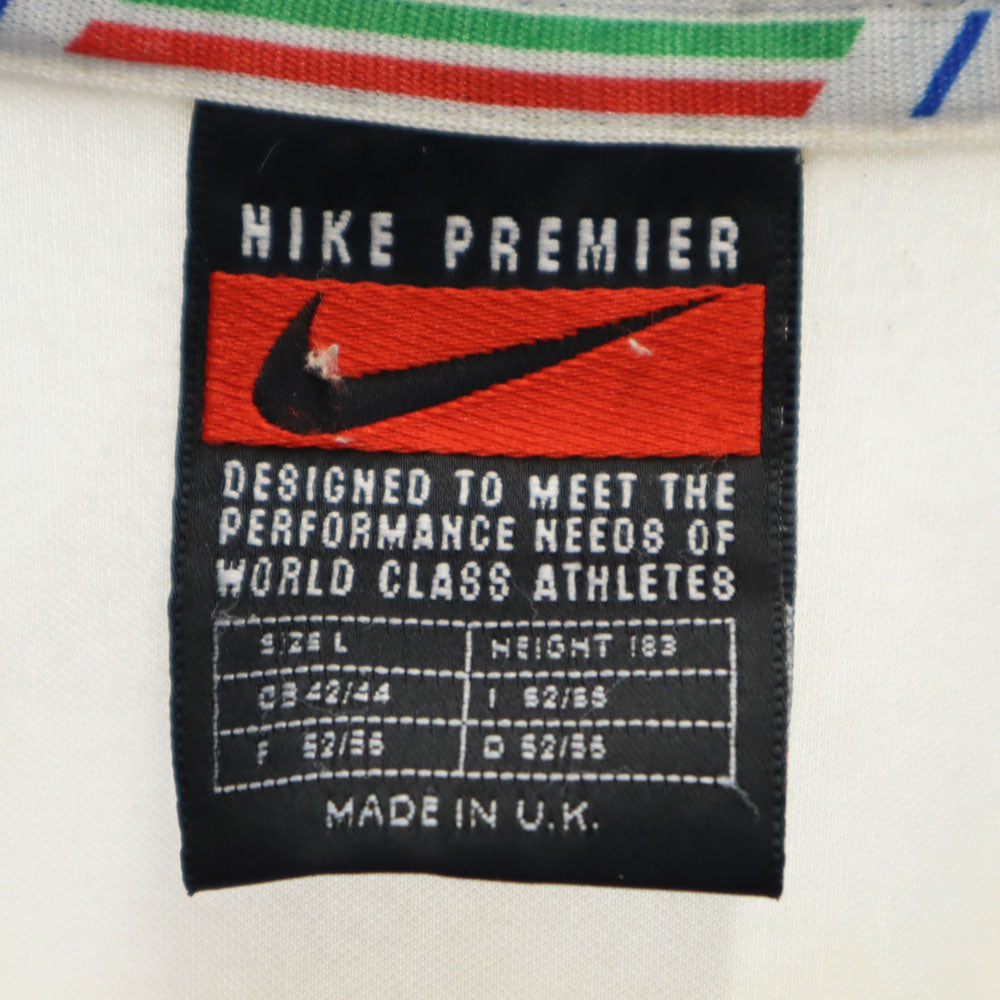 NIKE PREMIER
DESIGNED TO MEET THE
PERFORMANCE NEEDS OF
WORLD CLASS ATHLETES
SIZE L HEIGHT 183
GB 42/44 I 52/56
F 52/56 D 52/56
MADE IN U.K.